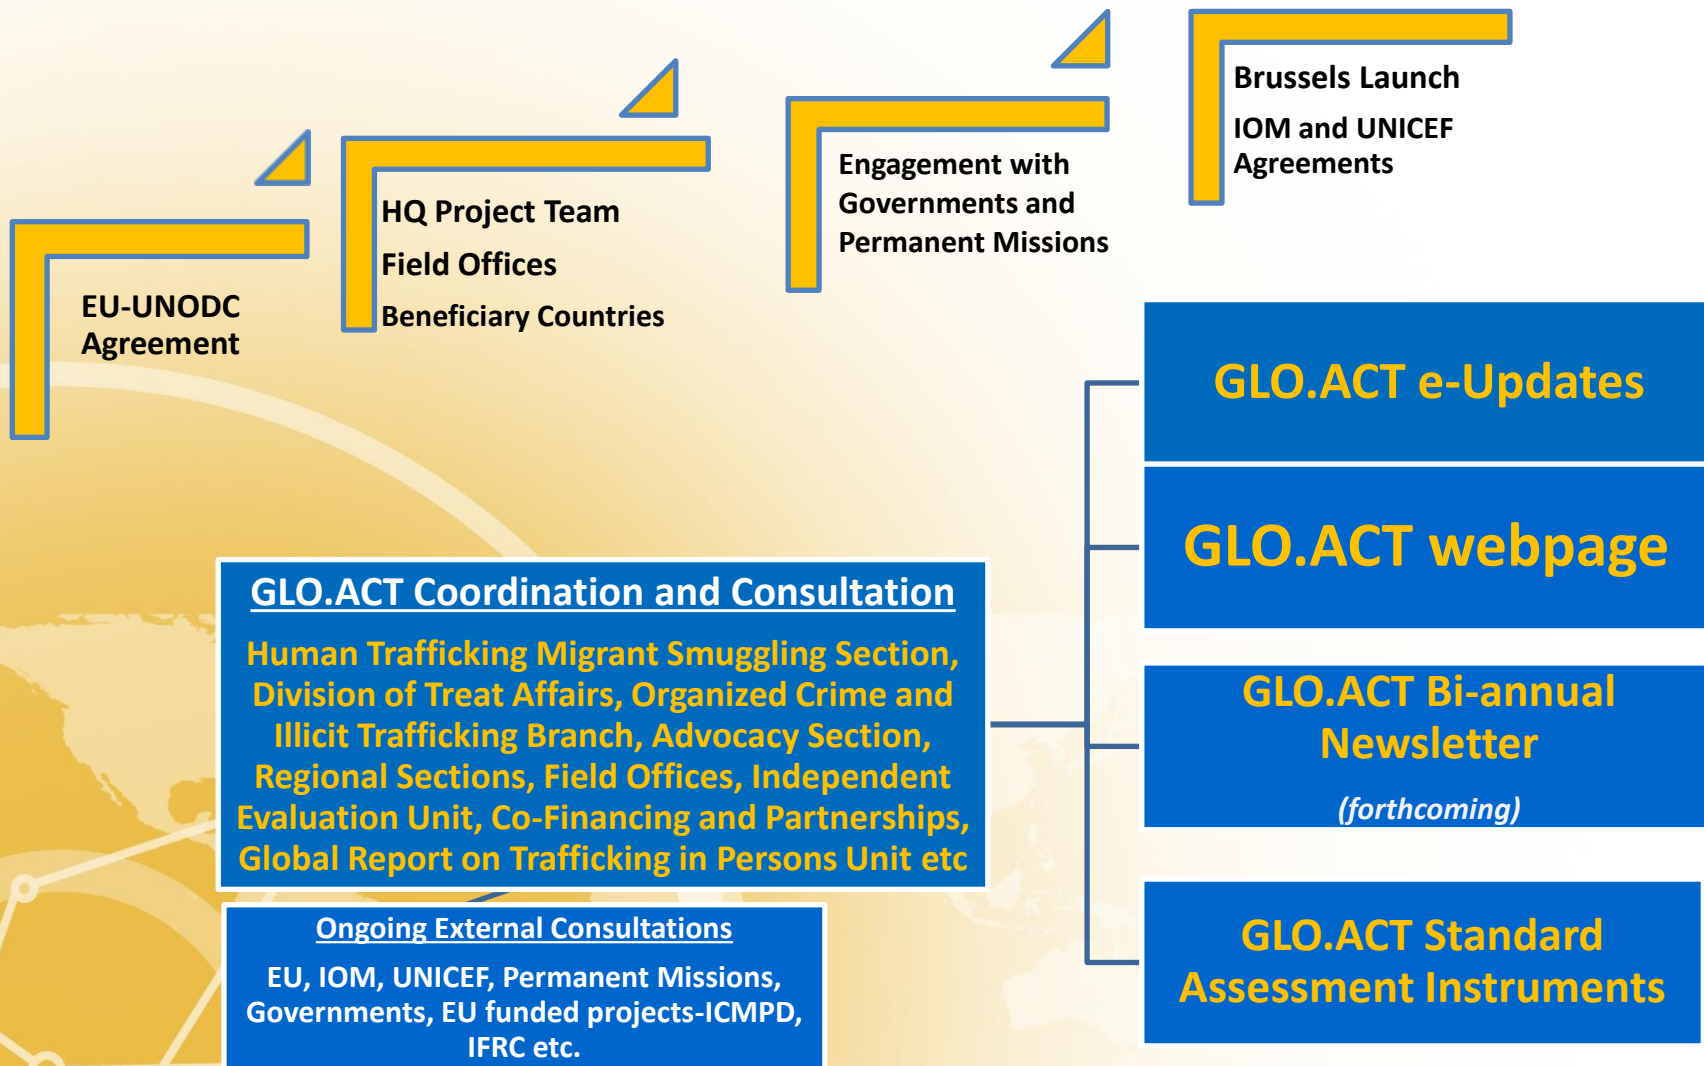 EU-UNODC
Agreement
HQ Project Team
Field Offices
Beneficiary Countries
Engagement with
Governments and
Permanent Missions
Brussels Launch
IOM and UNICEF
Agreements
GLO.ACT Coordination and Consultation
Human Trafficking Migrant Smuggling Section,
Division of Treat Affairs, Organized Crime and
Illicit Trafficking Branch, Advocacy Section,
Regional Sections, Field Offices, Independent
Evaluation Unit, Co-Financing and Partnerships,
Global Report on Trafficking in Persons Unit etc
Ongoing External Consultations
EU, IOM, UNICEF, Permanent Missions,
Governments, EU funded projects-ICMPD,
IFRC etc.
GLO.ACT e-Updates
GLO.ACT webpage
GLO.ACT Bi-annual
Newsletter
(forthcoming)
GLO.ACT Standard
Assessment Instruments